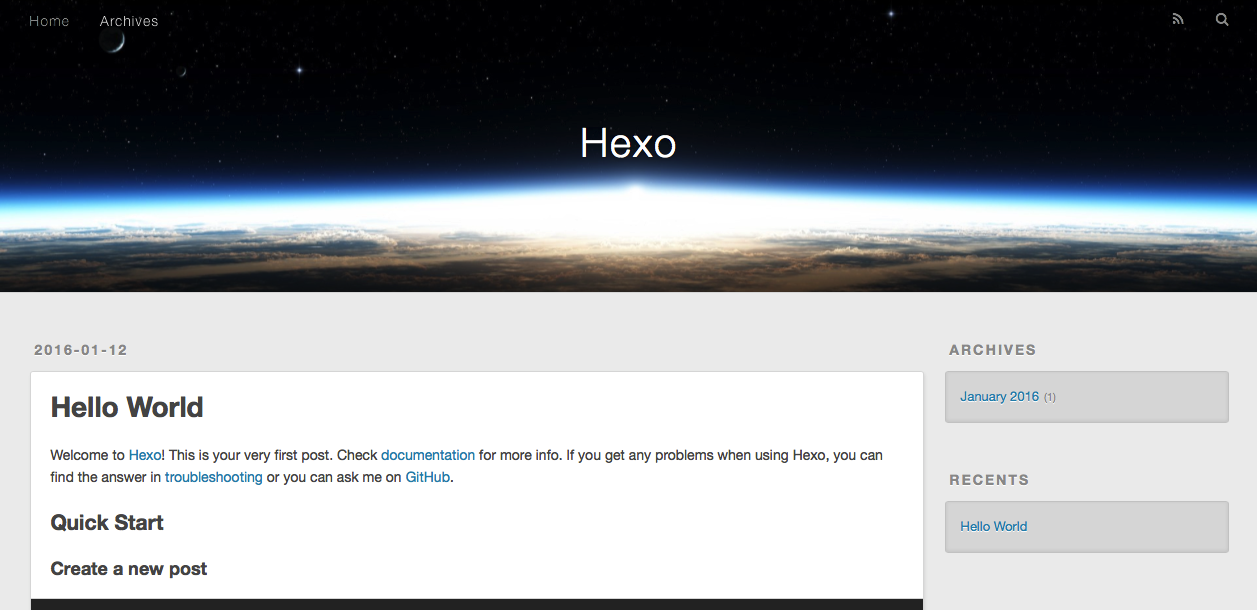 Home Archives
Hexo
2016-01-12
Hello World
Welcome to Hexo! This is your very first post. Check documentation for more info. If you get any problems when using Hexo, you can
find the answer in troubleshooting or you can ask me on GitHub.
Quick Start
Create a new post
ARCHIVES
January 2016 (1)
RECENTS
Hello World